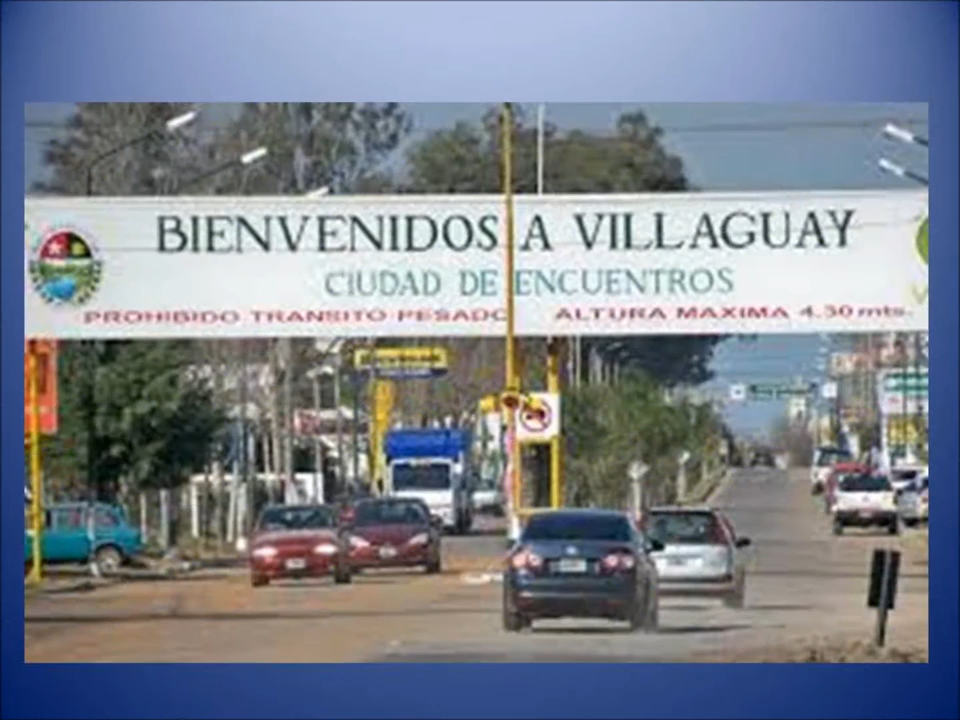 BIENVENIDOS A VILLAGUAY
CIUDAD DE ENCUENTROS
PROHIBIDO TRANSITO PESADO ALTURA MAXIMA 4.30 mts.